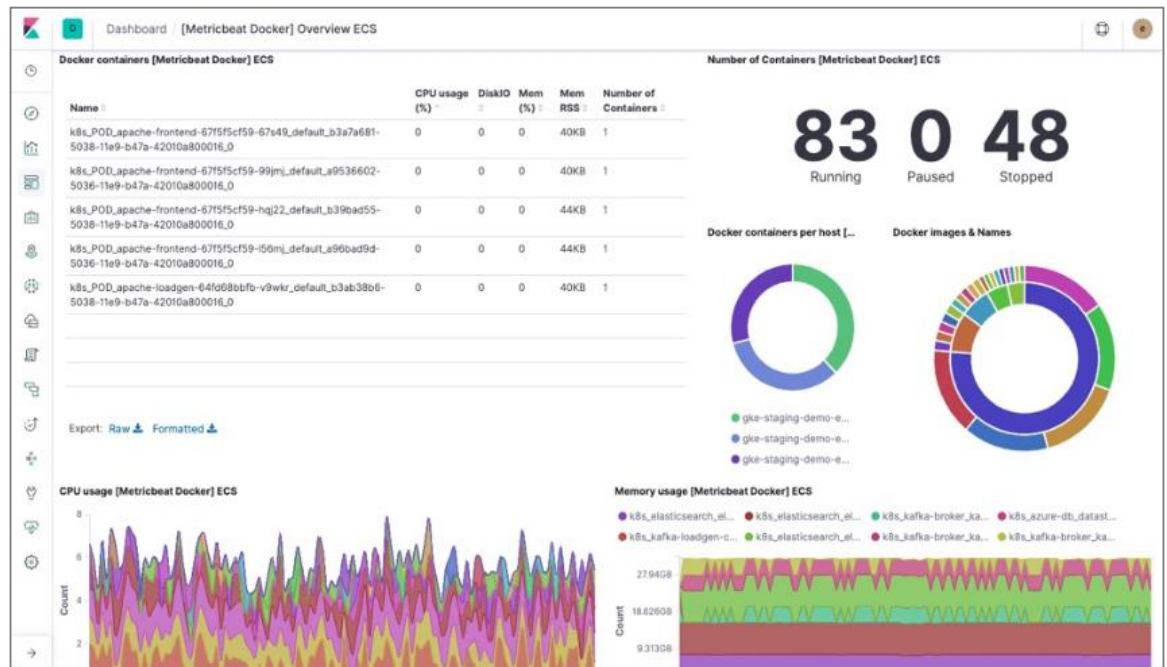 D
Dashboard / [Metricbeat Docker] Overview ECS
e
Docker containers [Metricbeat Docker] ECS
Name
CPU usage (%)
DiskIO
Mem (%)
Mem RSS
Number of Containers
k8s_POD_apache-frontend-67f5f5cf59-67s49_default_b3a7a681-
5038-11e9-b47a-42010a800016_0
0 0 0 40KB 1
k8s_POD_apache-frontend-67f5f5cf59-99jmj_default_a9536602-
5036-11e9-b47a-42010a800016_0
0 0 0 40KB 1
k8s_POD_apache-frontend-67f5f5cf59-hqj22_default_b39bad55-
5038-11e9-b47a-42010a800016_0
0 0 0 44KB 1
k8s_POD_apache-frontend-67f5f5cf59-l56mj_default_a96bad9d-
5036-11e9-b47a-42010a800016_0
0 0 0 44KB 1
k8s_POD_apache-loadgen-64fd68bbfb-v9wkr_default_b3ab38b6-
5038-11e9-b47a-42010a800016_0
0 0 0 40KB 1
Export: Raw Formatted
Number of Containers [Metricbeat Docker] ECS
83 0 48
Running Paused Stopped
Docker containers per host [...
gke-staging-demo-e...
gke-staging-demo-e...
gke-staging-demo-e...
Docker images & Names
CPU usage [Metricbeat Docker] ECS
Count
8
6
4
2
Memory usage [Metricbeat Docker] ECS
k8s_elasticsearch_el... k8s_elasticsearch_el... k8s_kafka-broker_ka... k8s_azure-db_datast...
k8s_kafka-loadgen-c... k8s_elasticsearch_el... k8s_kafka-broker_ka... k8s_kafka-broker_ka...
Count
27.94GB
18.626GB
9.313GB